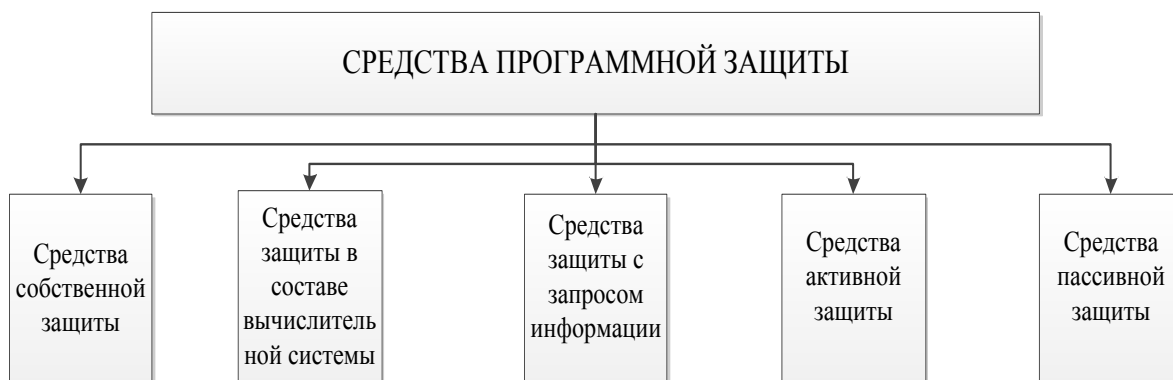 СРЕДСТВА ПРОГРАММНОЙ ЗАЩИТЫ
Средства
собственной
защиты
Средства
защиты в
составе
вычислитель
ной системы
Средства
защиты с
запросом
информации
Средства
активной
защиты
Средства
пассивной
защиты